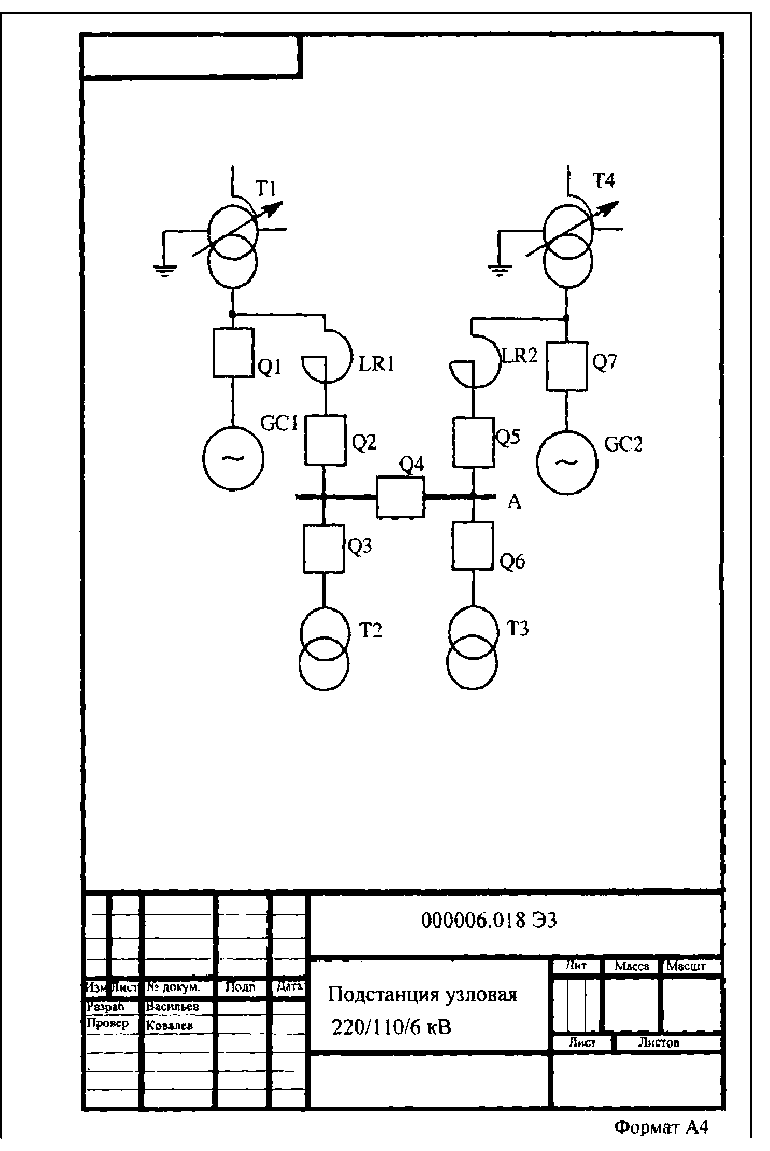 T1
T4
Q1
LR1
LR2
Q7
GC1
Q2
Q5
GC2
Q4
A
Q3
Q6
T2
T3
000006.018 Э3
Лит Масса Масшт
Изм Лист № докум. Подп Дата
Подстанция узловая
220/110/6 кВ
Разраб Васильев
Провер Ковалев
Лист Листов
Формат А4